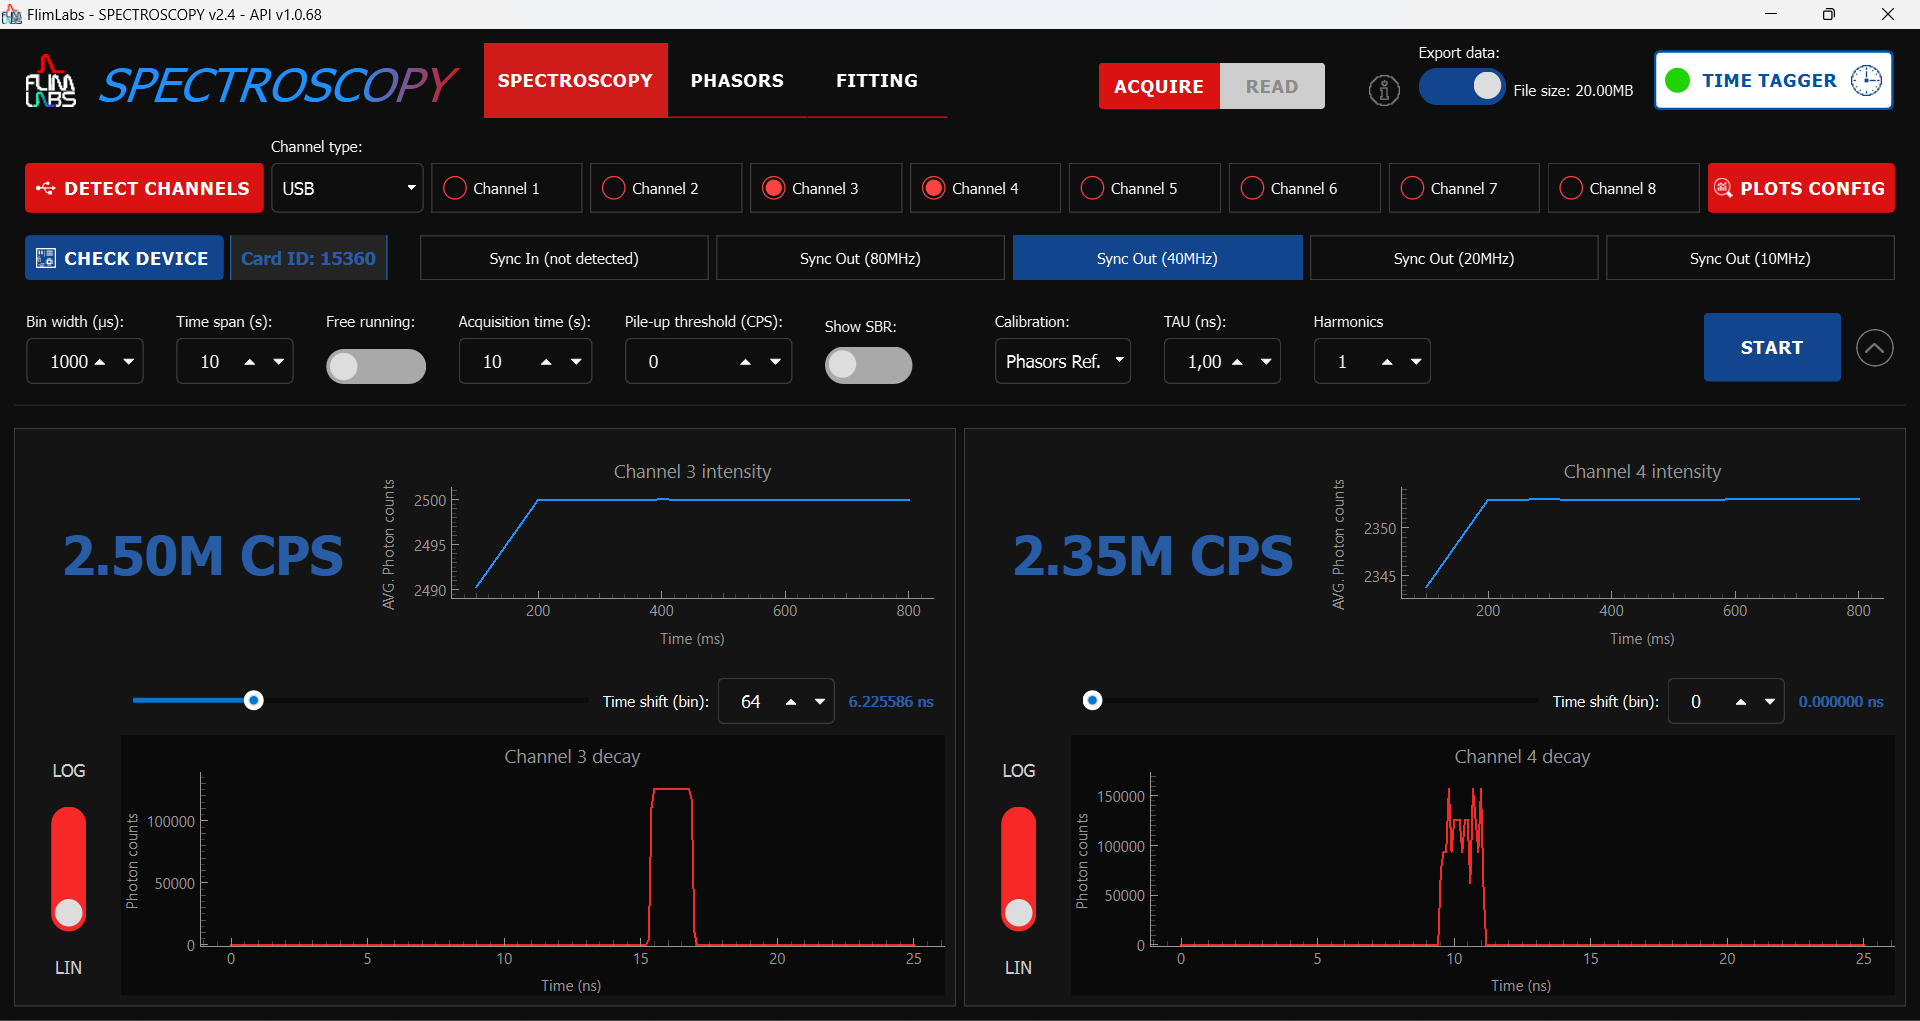 FlimLabs - SPECTROSCOPY v2.4 - API v1.0.68
FLIM LABS
SPECTROSCOPY
SPECTROSCOPY PHASORS FITTING
ACQUIRE READ
Export data:
File size: 20.00MB
TIME TAGGER
Channel type:
DETECT CHANNELS USB Channel 1 Channel 2 Channel 3 Channel 4 Channel 5 Channel 6 Channel 7 Channel 8 PLOTS CONFIG
CHECK DEVICE Card ID: 15360 Sync In (not detected) Sync Out (80MHz) Sync Out (40MHz) Sync Out (20MHz) Sync Out (10MHz)
Bin width (µs): Time span (s): Free running: Acquisition time (s): Pile-up threshold (CPS): Show SBR: Calibration: TAU (ns): Harmonics
1000 10 10 0 Phasors Ref. 1,00 1 START
Channel 3 intensity
2.50M CPS
AVG. Photon counts
2500
2495
2490
200 400 600 800
Time (ms)
Time shift (bin): 64 6.225586 ns
LOG
LIN
Channel 3 decay
Photon counts
100000
50000
0
0 5 10 15 20 25
Time (ns)
Channel 4 intensity
2.35M CPS
AVG. Photon counts
2350
2345
200 400 600 800
Time (ms)
Time shift (bin): 0 0.000000 ns
LOG
LIN
Channel 4 decay
Photon counts
150000
100000
50000
0
0 5 10 15 20 25
Time (ns)